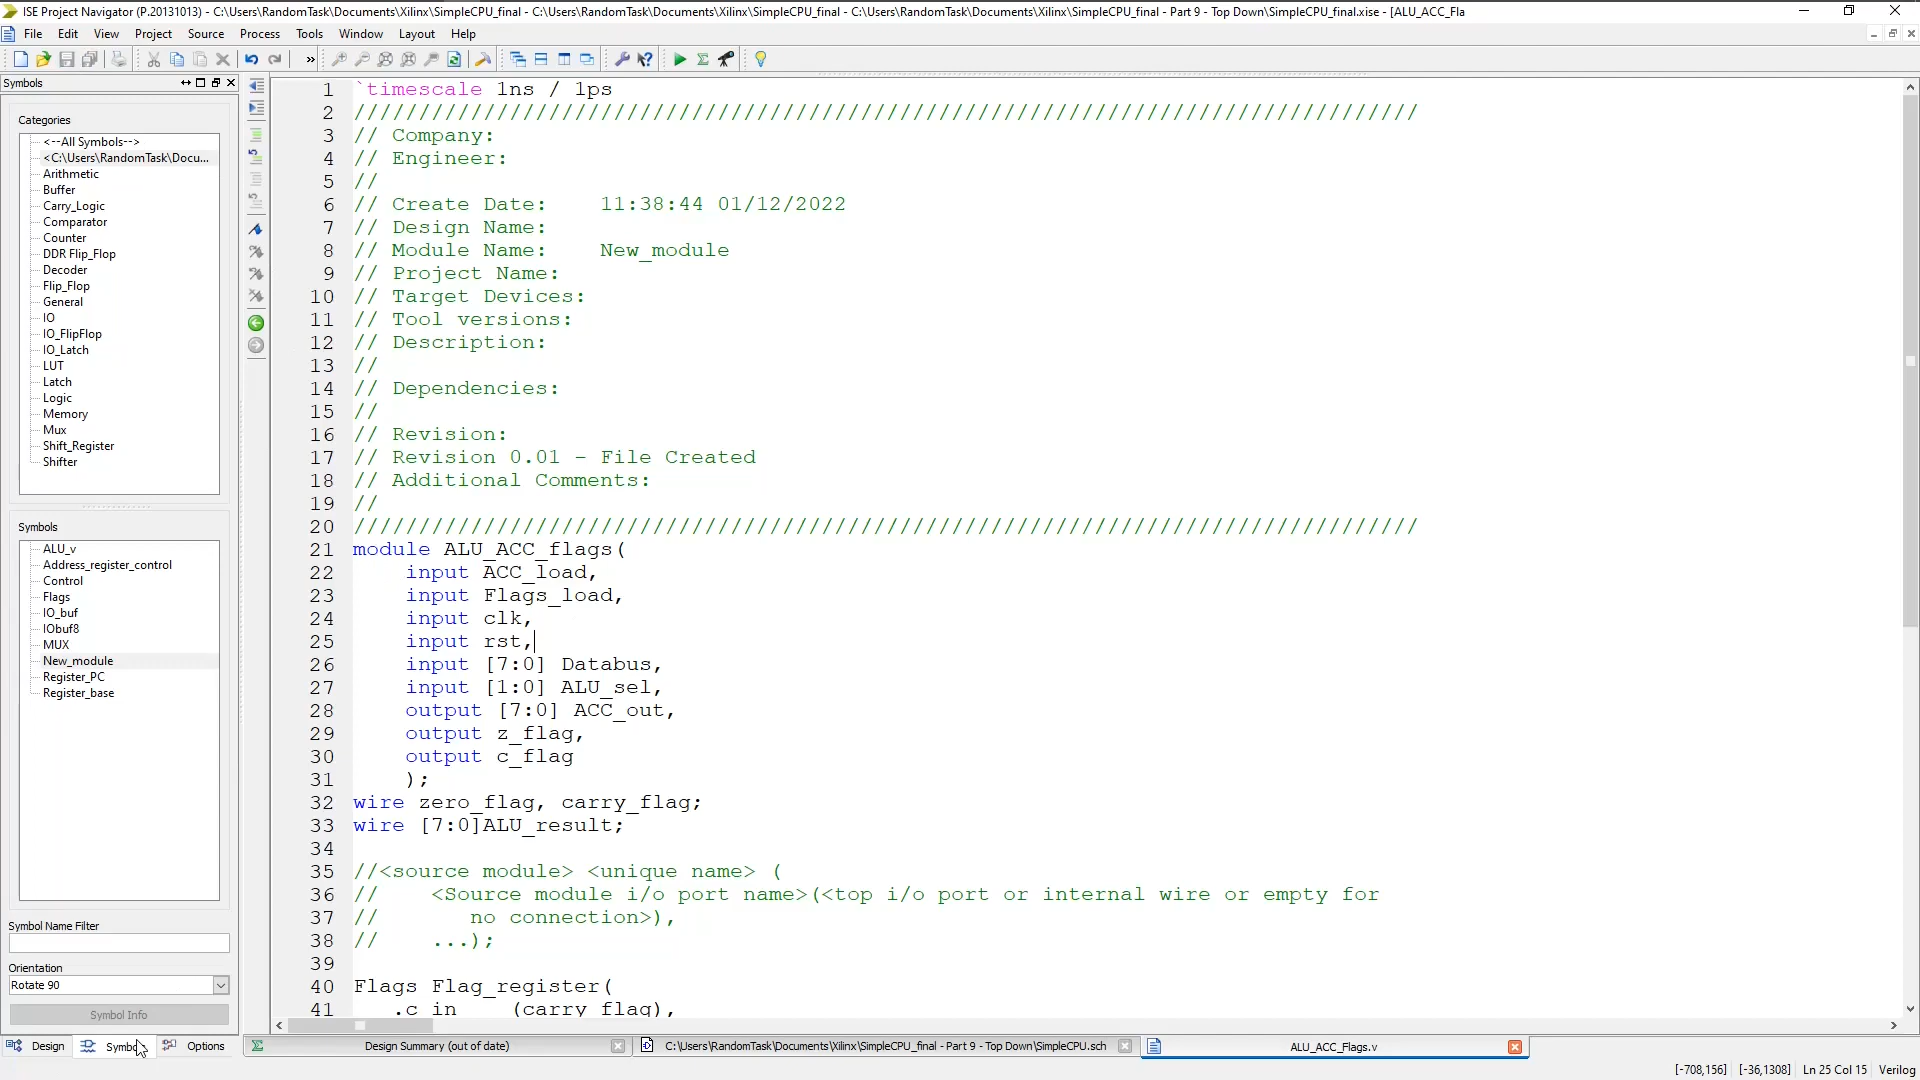 ISE Project Navigator (P.20131013) - C:\Users\RandomTask\Documents\Xilinx\SimpleCPU_final - C:\Users\RandomTask\Documents\Xilinx\SimpleCPU_final - C:\Users\RandomTask\Documents\Xilinx\SimpleCPU_final - Part 9 - Top Down\SimpleCPU_final.xise - [ALU_ACC_Fla
File Edit View Project Source Process Tools Window Layout Help
Symbols
Categories
<--All Symbols-->
<C:\Users\RandomTask\Docu...
Arithmetic
Buffer
Carry_Logic
Comparator
Counter
DDR Flip_Flop
Decoder
Flip_Flop
General
IO
IO_FlipFlop
IO_Latch
LUT
Latch
Logic
Memory
Mux
Shift_Register
Shifter
Symbols
ALU_v
Address_register_control
Control
Flags
IO_buf
IObuf8
MUX
New_module
Register_PC
Register_base
Symbol Name Filter
Orientation
Rotate 90
Symbol Info
Design Symbols Options
1 `timescale 1ns / 1ps
2 //////////////////////////////////////////////////////////////////////////////////
3 // Company:
4 // Engineer:
5 //
6 // Create Date:    11:38:44 01/12/2022
7 // Design Name:
8 // Module Name:    New_module
9 // Project Name:
10 // Target Devices:
11 // Tool versions:
12 // Description:
13 //
14 // Dependencies:
15 //
16 // Revision:
17 // Revision 0.01 - File Created
18 // Additional Comments:
19 //
20 //////////////////////////////////////////////////////////////////////////////////
21 module ALU_ACC_flags(
22     input ACC_load,
23     input Flags_load,
24     input clk,
25     input rst,
26     input [7:0] Databus,
27     input [1:0] ALU_sel,
28     output [7:0] ACC_out,
29     output z_flag,
30     output c_flag
31     );
32 wire zero_flag, carry_flag;
33 wire [7:0]ALU_result;
34
35 //<source module> <unique name> (
36 //    <Source module i/o port name>(<top i/o port or internal wire or empty for
37 //       no connection>),
38 //    ...);
39
40 Flags Flag_register(
41    .c_in    (carry_flag),
Design Summary (out of date) C:\Users\RandomTask\Documents\Xilinx\SimpleCPU_final - Part 9 - Top Down\SimpleCPU.sch ALU_ACC_Flags.v
[-708,156] [-36,1308] Ln 25 Col 15 Verilog